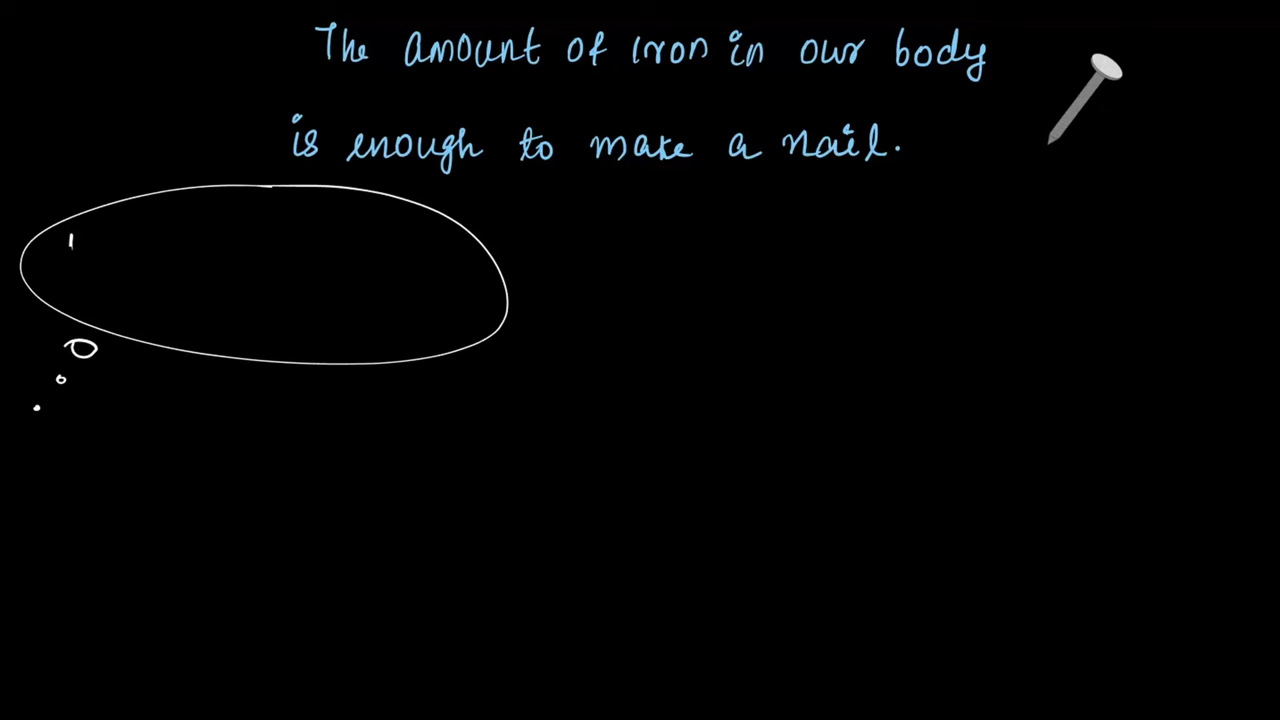 The amount of iron in our body
is enough to make a nail.